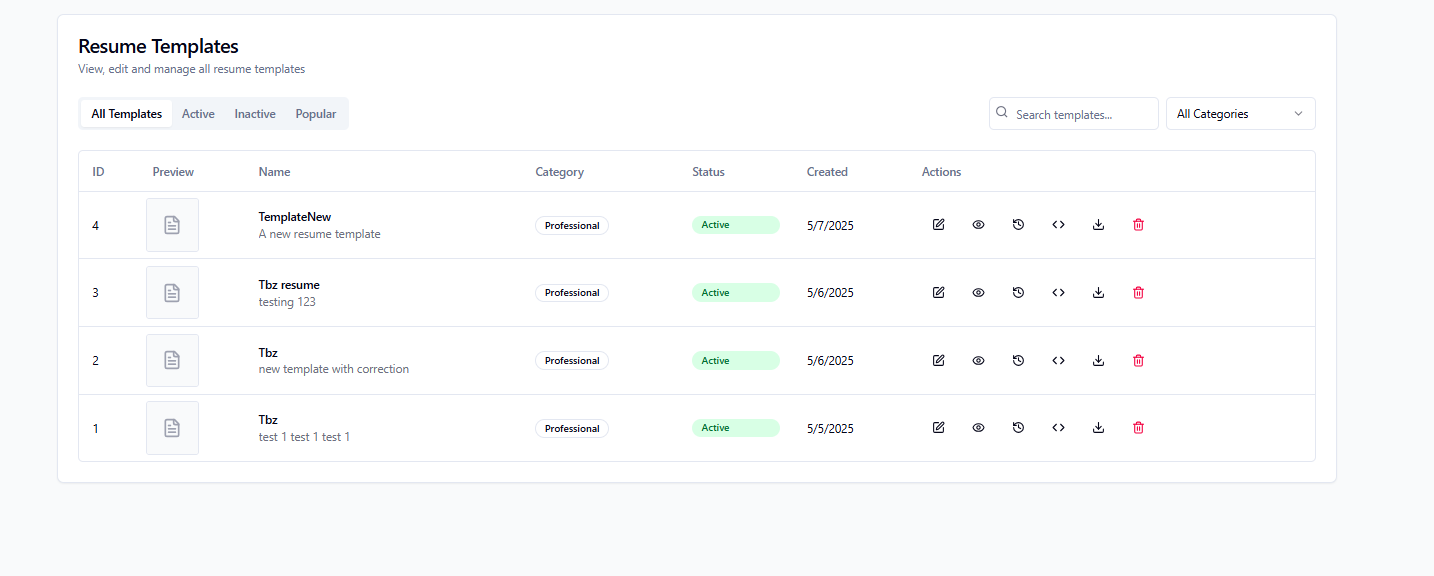 Resume Templates
View, edit and manage all resume templates
All Templates Active Inactive Popular Search templates... All Categories
ID Preview Name Category Status Created Actions
4 TemplateNew Professional Active 5/7/2025
A new resume template
3 Tbz resume Professional Active 5/6/2025
testing 123
2 Tbz Professional Active 5/6/2025
new template with correction
1 Tbz Professional Active 5/5/2025
test 1 test 1 test 1